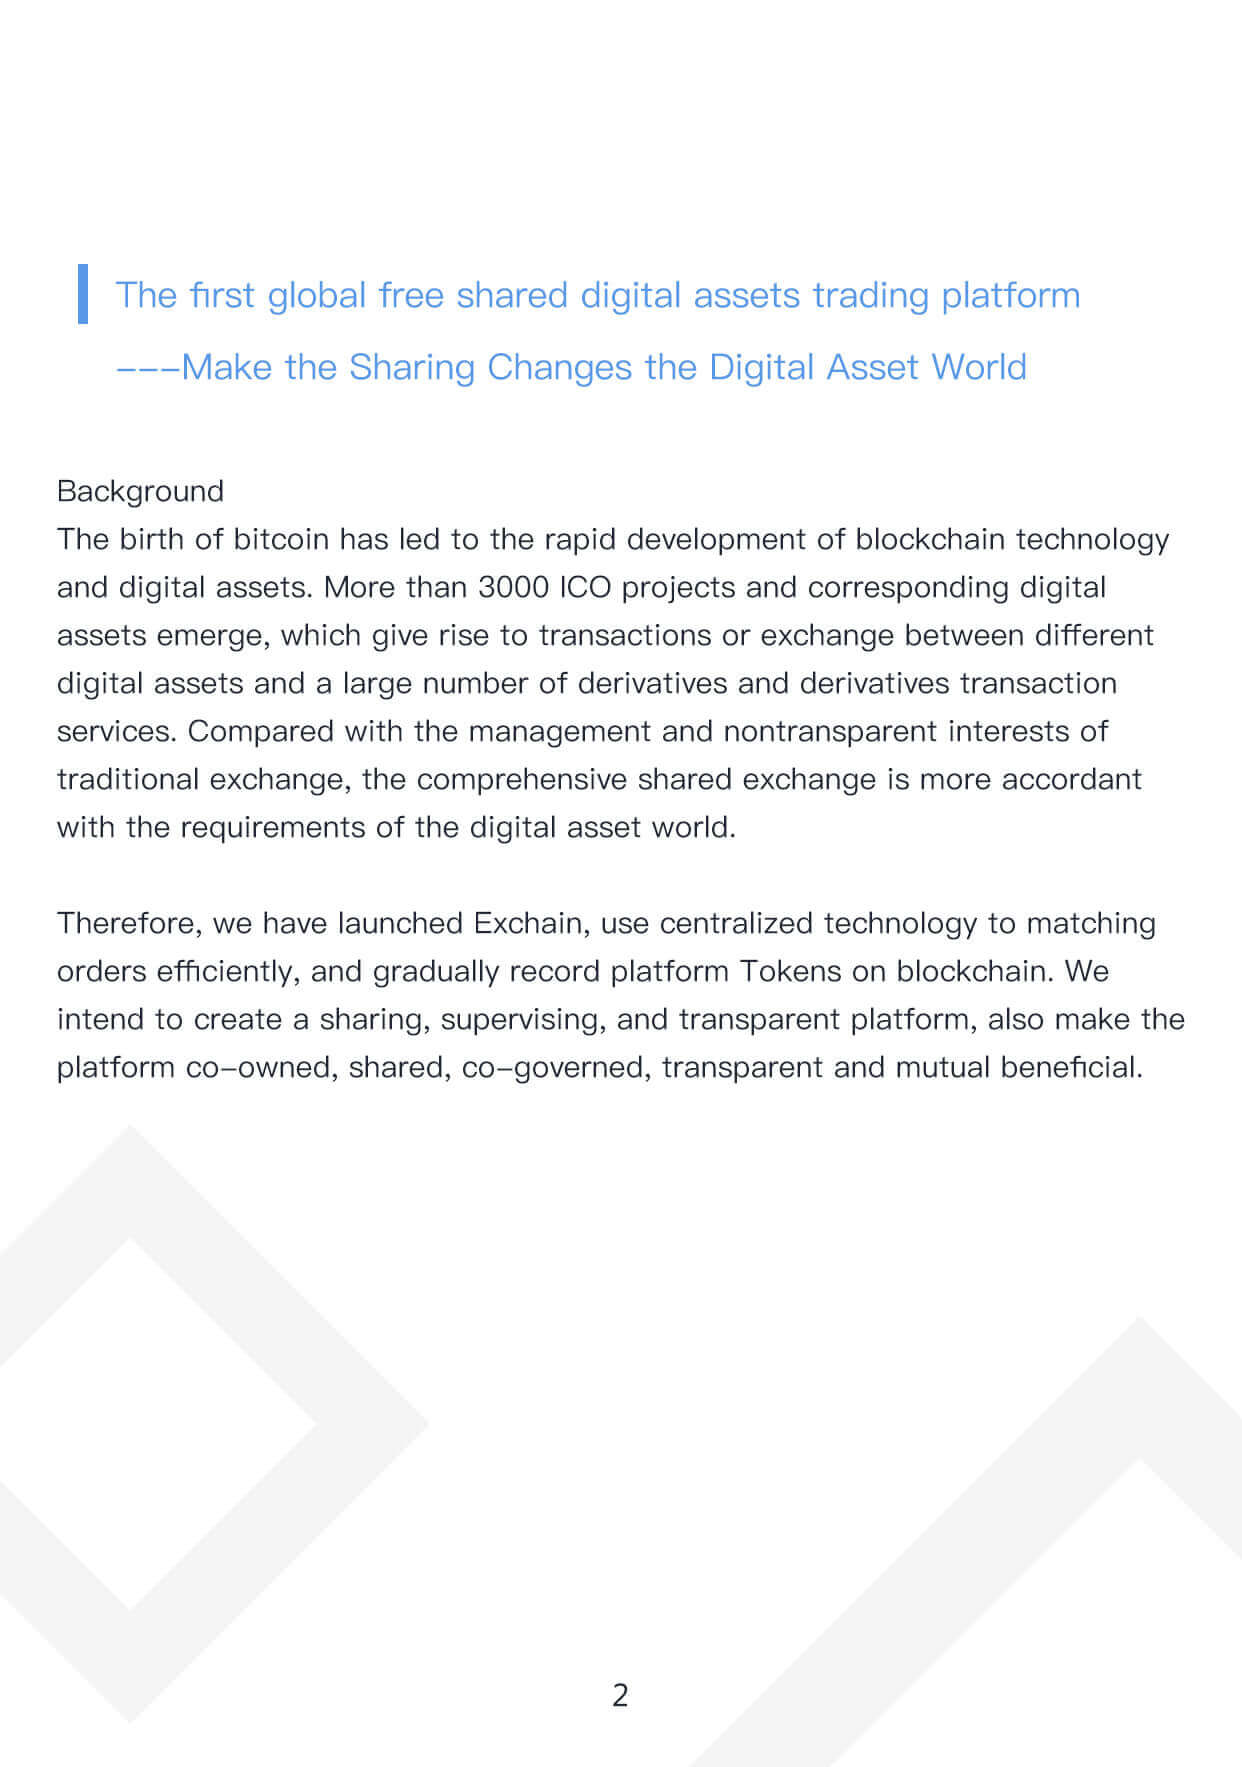 The first global free shared digital assets trading platform
---Make the Sharing Changes the Digital Asset World
Background
The birth of bitcoin has led to the rapid development of blockchain technology
and digital assets. More than 3000 ICO projects and corresponding digital
assets emerge, which give rise to transactions or exchange between different
digital assets and a large number of derivatives and derivatives transaction
services. Compared with the management and nontransparent interests of
traditional exchange, the comprehensive shared exchange is more accordant
with the requirements of the digital asset world.
Therefore, we have launched Exchain, use centralized technology to matching
orders efficiently, and gradually record platform Tokens on blockchain. We
intend to create a sharing, supervising, and transparent platform, also make the
platform co-owned, shared, co-governed, transparent and mutual beneficial.
2